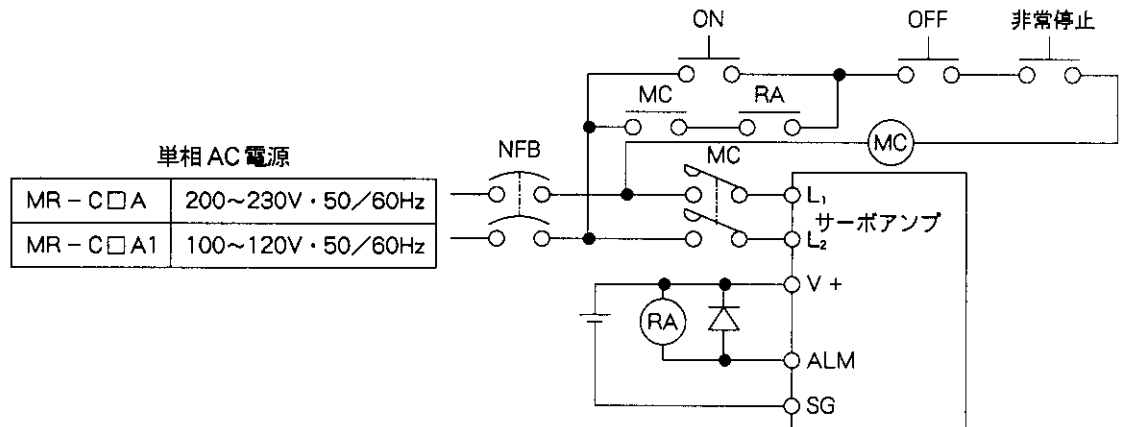 ON
OFF
非常停止
MC
RA
MC
単相AC電源
NFB
MC
MR-C□A 200~230V・50/60Hz
L₁
サーボアンプ
MR-C□A1 100~120V・50/60Hz
L₂
V+
RA
ALM
SG